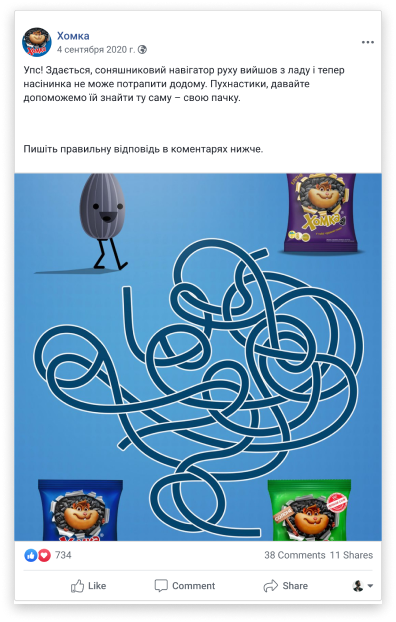 Хомка
4 сентября 2020 г.
Упс! Здається, соняшниковий навігатор руху вийшов з ладу і тепер
насінинка не може потрапити додому. Пухнастики, давайте
допоможемо їй знайти ту саму – свою пачку.
Пишіть правильну відповідь в коментарях нижче.
Хомка
734
38 Comments 11 Shares
Like
Comment
Share